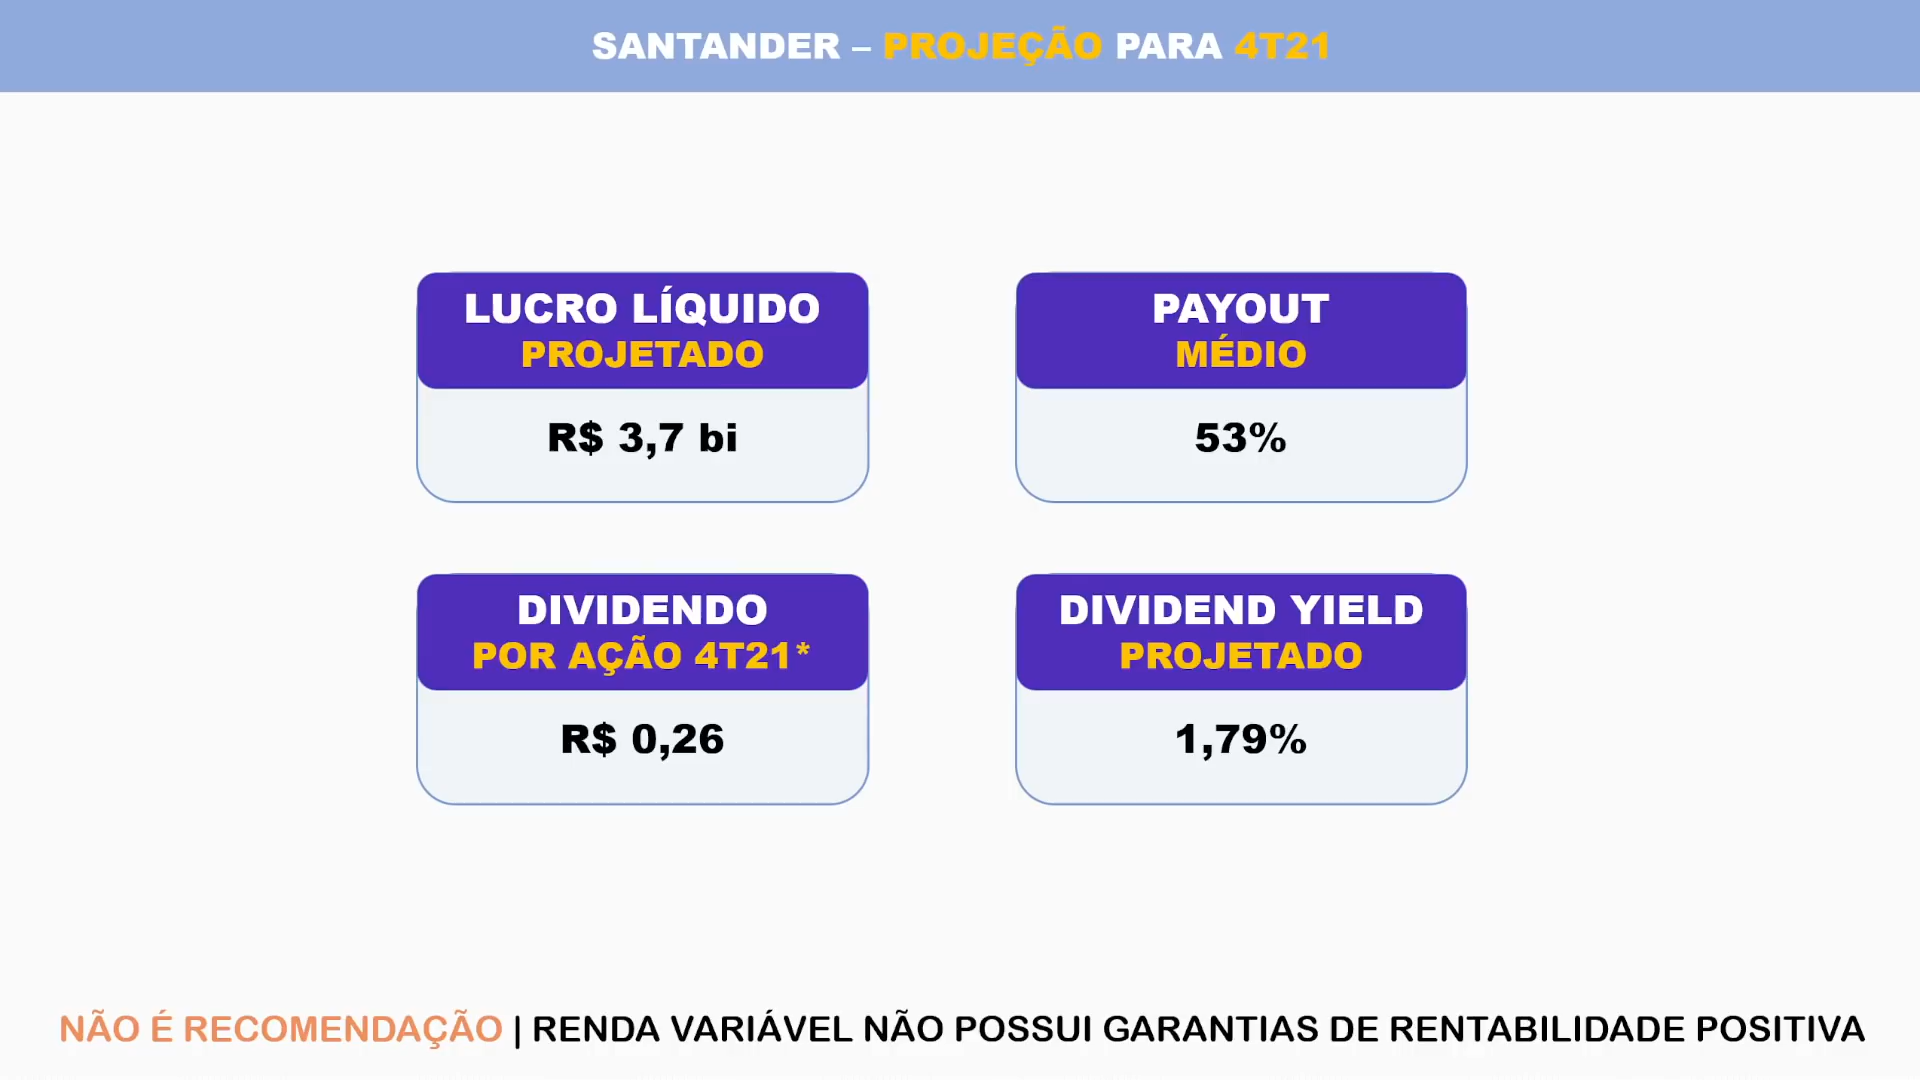 SANTANDER – PROJEÇÃO PARA 4T21
LUCRO LÍQUIDO
PROJETADO
R$ 3,7 bi
PAYOUT
MÉDIO
53%
DIVIDENDO
POR AÇÃO 4T21*
R$ 0,26
DIVIDEND YIELD
PROJETADO
1,79%
NÃO É RECOMENDAÇÃO | RENDA VARIÁVEL NÃO POSSUI GARANTIAS DE RENTABILIDADE POSITIVA